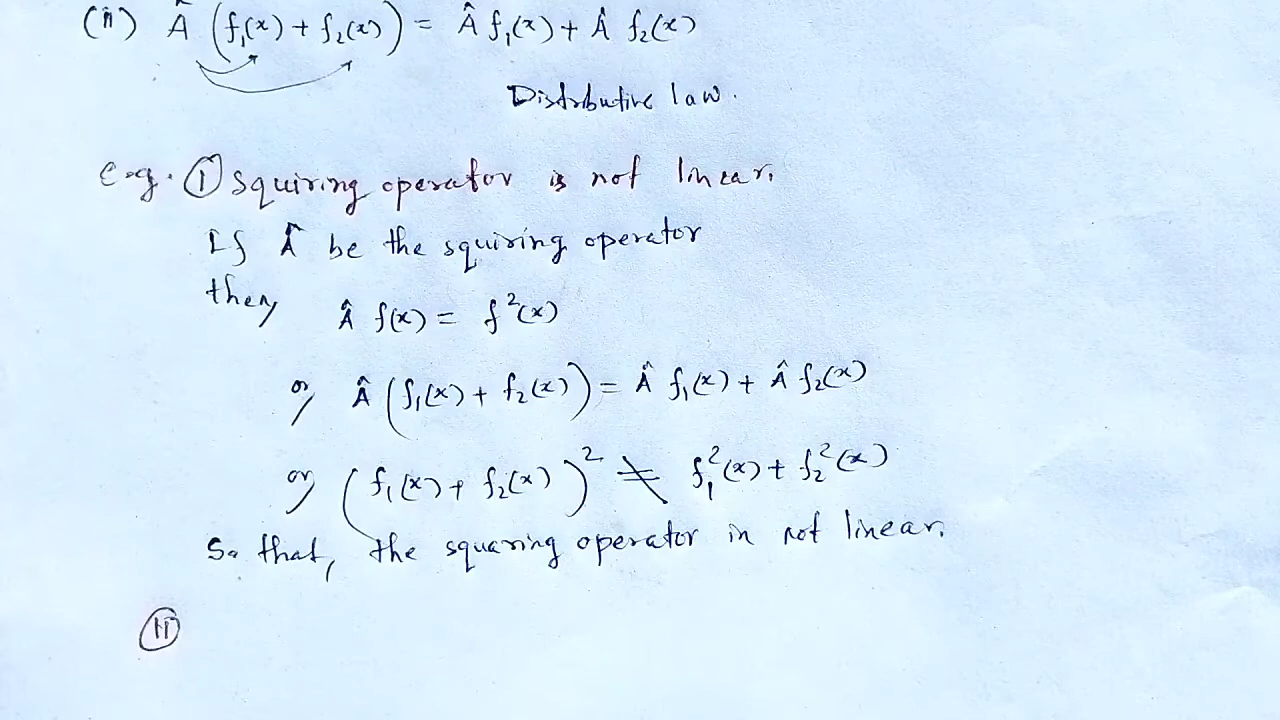 (ii) Â (f₁(x) + f₂(x)) = Â f₁(x) + Â f₂(x)
Distributive law.
e.g. ① squiring operator is not linear.
If Â be the squiring operator
then,
Â f(x) = f²(x)
or, Â (f₁(x) + f₂(x)) = Â f₁(x) + Â f₂(x)
or, (f₁(x) + f₂(x))² ≠ f₁²(x) + f₂²(x)
So that, the squaring operator in not linear.
ⅱ